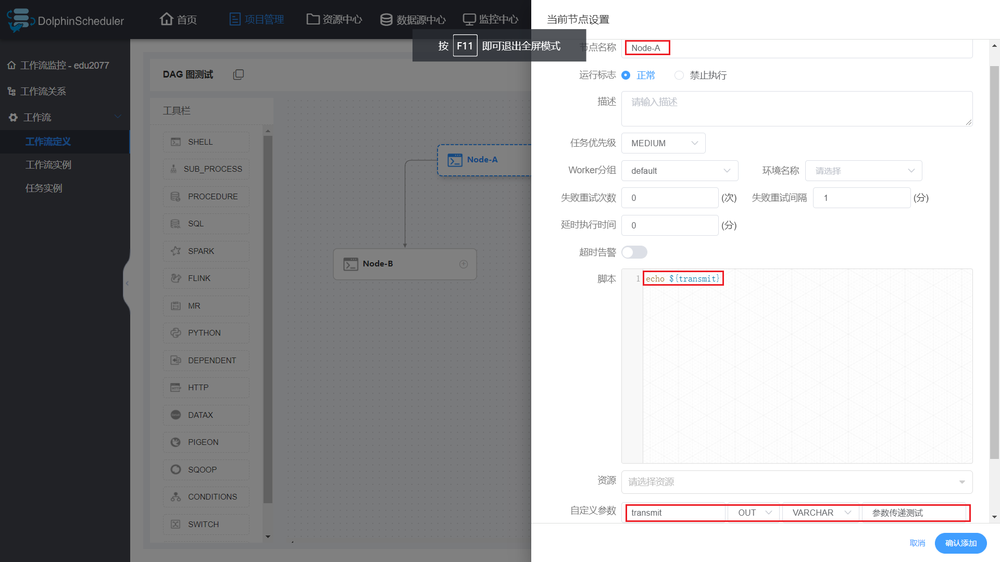 DolphinScheduler
首页
项目管理
资源中心
数据源中心
监控中心
按 F11 即可退出全屏模式
工作流监控 - edu2077
工作流关系
工作流
工作流定义
工作流实例
任务实例
DAG 图测试
工具栏
SHELL
SUB_PROCESS
PROCEDURE
SQL
SPARK
FLINK
MR
PYTHON
DEPENDENT
HTTP
DATAX
PIGEON
SQOOP
CONDITIONS
SWITCH
Node-A
Node-B
当前节点设置
节点名称 Node-A
运行标志 正常 禁止执行
描述 请输入描述
任务优先级 MEDIUM
Worker分组 default 环境名称 请选择
失败重试次数 0 (次) 失败重试间隔 1 (分)
延时执行时间 0 (分)
超时告警
脚本 1 echo ${transmit}
资源 请选择资源
自定义参数 transmit OUT VARCHAR 参数传递测试
取消 确认添加